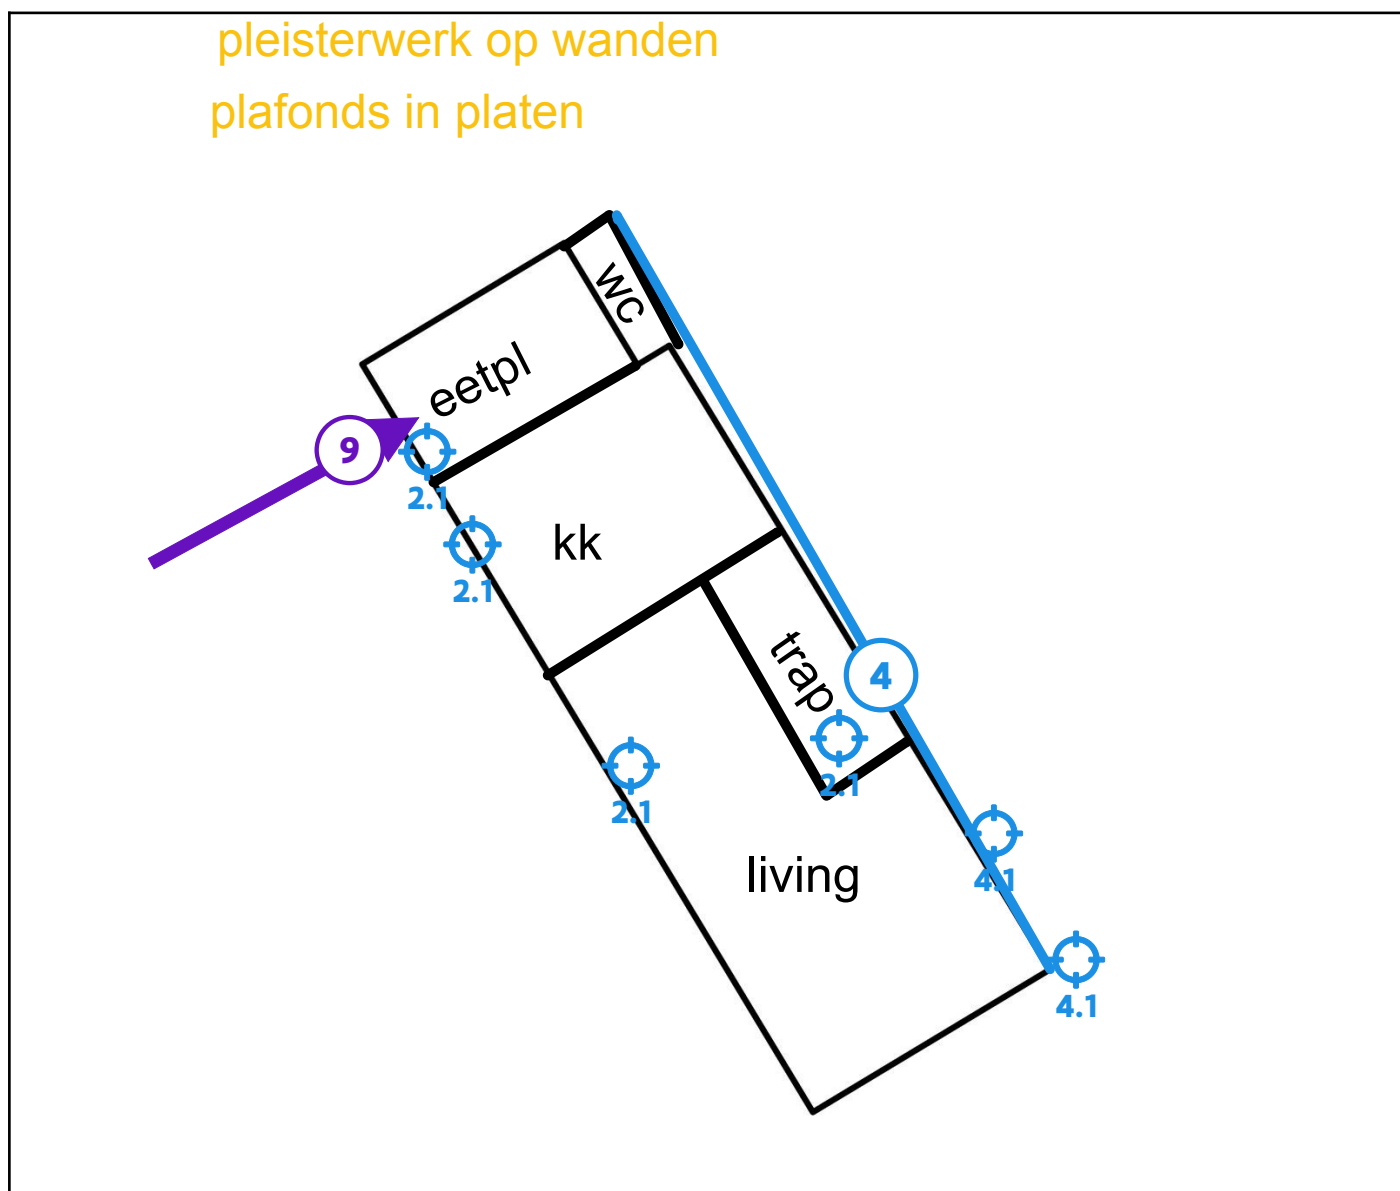 pleisterwerk op wanden
plafonds in platen
wc
eetpl
9
2.1
kk
2.1
trap
4
2.1
2.1
living
4.1
4.1